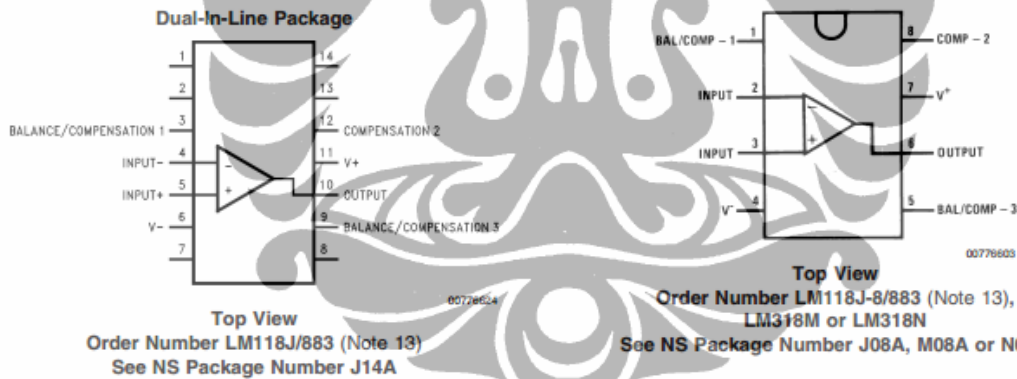 Dual-In-Line Package
1
14
2
13
BALANCE/COMPENSATION 1 3
12 COMPENSATION 2
INPUT- 4
11 V+
INPUT+ 5
10 OUTPUT
V- 6
9 BALANCE/COMPENSATION 3
7
8
-
+
00776624
Top View
Order Number LM118J/883 (Note 13)
See NS Package Number J14A
BAL/COMP - 1 1
8 COMP - 2
INPUT 2
7 V+
INPUT 3
6 OUTPUT
V- 4
5 BAL/COMP - 3
-
+
00776603
Top View
Order Number LM118J-8/883 (Note 13),
LM318M or LM318N
See NS Package Number J08A, M08A or